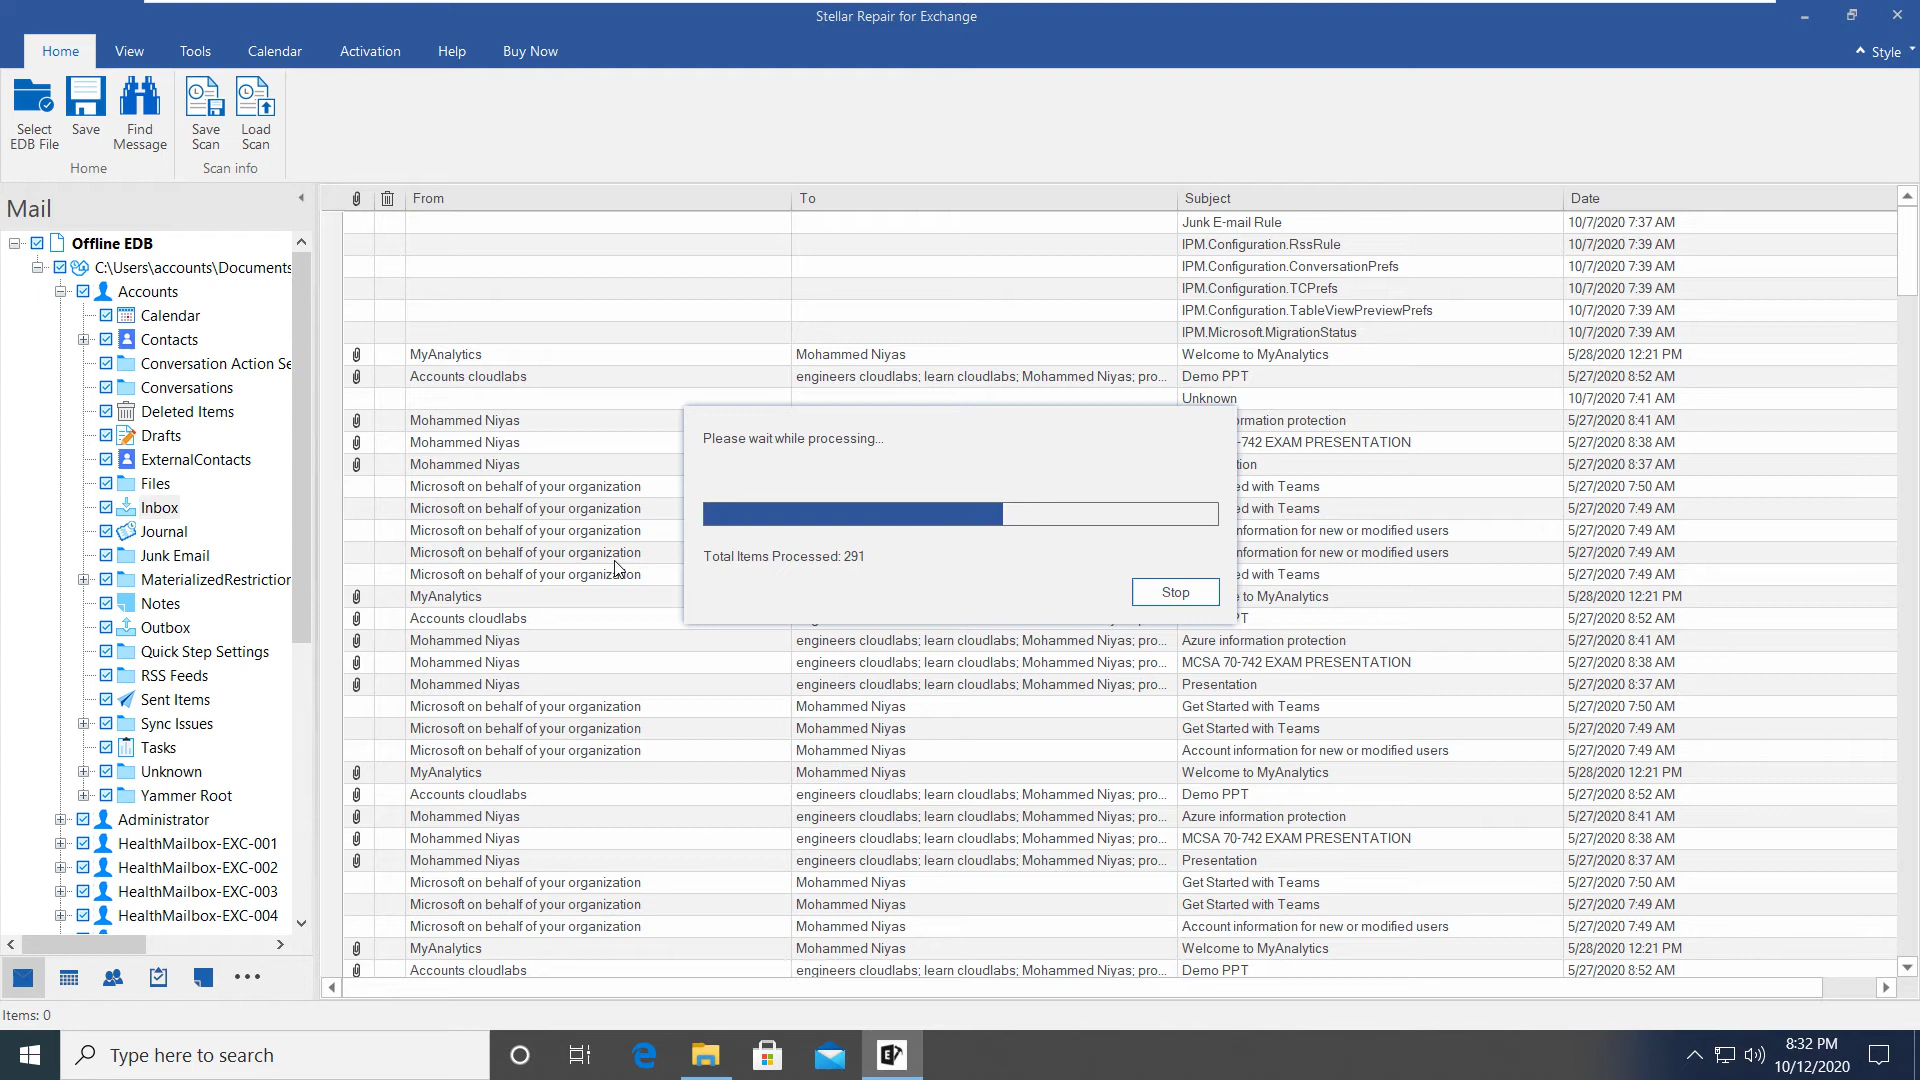 Stellar Repair for Exchange
Home View Tools Calendar Activation Help Buy Now Style
Select EDB File
Save
Find Message
Save Scan
Load Scan
Home
Scan info
Mail
Offline EDB
C:\Users\accounts\Documents
Accounts
Calendar
Contacts
Conversation Action Se
Conversations
Deleted Items
Drafts
ExternalContacts
Files
Inbox
Journal
Junk Email
MaterializedRestriction
Notes
Outbox
Quick Step Settings
RSS Feeds
Sent Items
Sync Issues
Tasks
Unknown
Yammer Root
Administrator
HealthMailbox-EXC-001
HealthMailbox-EXC-002
HealthMailbox-EXC-003
HealthMailbox-EXC-004
Items: 0
From To Subject Date
Junk E-mail Rule 10/7/2020 7:37 AM
IPM.Configuration.RssRule 10/7/2020 7:39 AM
IPM.Configuration.ConversationPrefs 10/7/2020 7:39 AM
IPM.Configuration.TCPrefs 10/7/2020 7:39 AM
IPM.Configuration.TableViewPreviewPrefs 10/7/2020 7:39 AM
IPM.Microsoft.MigrationStatus 10/7/2020 7:39 AM
MyAnalytics Mohammed Niyas Welcome to MyAnalytics 5/28/2020 12:21 PM
Accounts cloudlabs engineers cloudlabs; learn cloudlabs; Mohammed Niyas; pro... Demo PPT 5/27/2020 8:52 AM
Unknown 10/7/2020 7:41 AM
Mohammed Niyas information protection 5/27/2020 8:41 AM
Mohammed Niyas -742 EXAM PRESENTATION 5/27/2020 8:38 AM
Mohammed Niyas tion 5/27/2020 8:37 AM
Microsoft on behalf of your organization ed with Teams 5/27/2020 7:50 AM
Microsoft on behalf of your organization ed with Teams 5/27/2020 7:49 AM
Microsoft on behalf of your organization information for new or modified users 5/27/2020 7:49 AM
Microsoft on behalf of your organization information for new or modified users 5/27/2020 7:49 AM
Microsoft on behalf of your organization ed with Teams 5/27/2020 7:49 AM
MyAnalytics e to MyAnalytics 5/28/2020 12:21 PM
Accounts cloudlabs PT 5/27/2020 8:52 AM
Mohammed Niyas engineers cloudlabs; learn cloudlabs; Mohammed Niyas; pro... Azure information protection 5/27/2020 8:41 AM
Mohammed Niyas engineers cloudlabs; learn cloudlabs; Mohammed Niyas; pro... MCSA 70-742 EXAM PRESENTATION 5/27/2020 8:38 AM
Mohammed Niyas engineers cloudlabs; learn cloudlabs; Mohammed Niyas; pro... Presentation 5/27/2020 8:37 AM
Microsoft on behalf of your organization Mohammed Niyas Get Started with Teams 5/27/2020 7:50 AM
Microsoft on behalf of your organization Mohammed Niyas Get Started with Teams 5/27/2020 7:49 AM
Microsoft on behalf of your organization Mohammed Niyas Account information for new or modified users 5/27/2020 7:49 AM
MyAnalytics Mohammed Niyas Welcome to MyAnalytics 5/28/2020 12:21 PM
Accounts cloudlabs engineers cloudlabs; learn cloudlabs; Mohammed Niyas; pro... Demo PPT 5/27/2020 8:52 AM
Mohammed Niyas engineers cloudlabs; learn cloudlabs; Mohammed Niyas; pro... Azure information protection 5/27/2020 8:41 AM
Mohammed Niyas engineers cloudlabs; learn cloudlabs; Mohammed Niyas; pro... MCSA 70-742 EXAM PRESENTATION 5/27/2020 8:38 AM
Mohammed Niyas engineers cloudlabs; learn cloudlabs; Mohammed Niyas; pro... Presentation 5/27/2020 8:37 AM
Microsoft on behalf of your organization Mohammed Niyas Get Started with Teams 5/27/2020 7:50 AM
Microsoft on behalf of your organization Mohammed Niyas Get Started with Teams 5/27/2020 7:49 AM
Microsoft on behalf of your organization Mohammed Niyas Account information for new or modified users 5/27/2020 7:49 AM
MyAnalytics Mohammed Niyas Welcome to MyAnalytics 5/28/2020 12:21 PM
Accounts cloudlabs engineers cloudlabs; learn cloudlabs; Mohammed Niyas; pro... Demo PPT 5/27/2020 8:52 AM
Please wait while processing...
Total Items Processed: 291
Stop
Type here to search
8:32 PM
10/12/2020